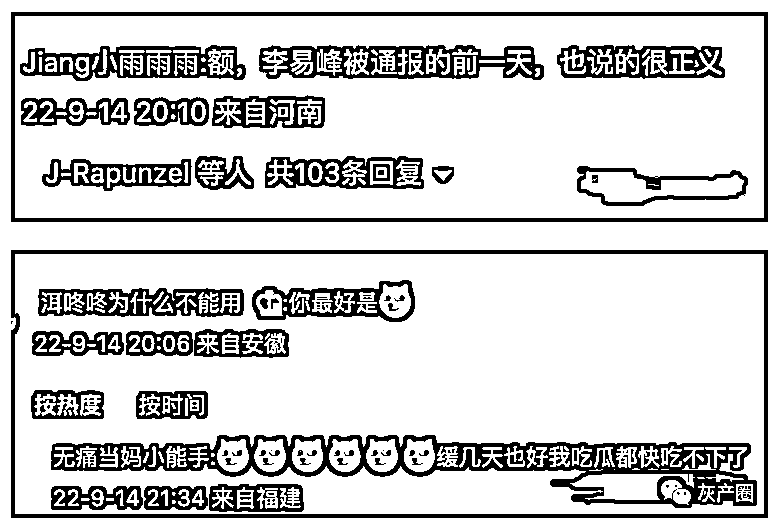 Jiang小雨雨雨:额，李易峰被通报的前一天，也说的很正义
22-9-14 20:10 来自河南
J-Rapunzel 等人 共103条回复
洱咚咚为什么不能用 :你最好是
22-9-14 20:06 来自安徽
按热度 按时间
无痛当妈小能手:缓几天也好我吃瓜都快吃不下了
22-9-14 21:34 来自福建
灰产圈